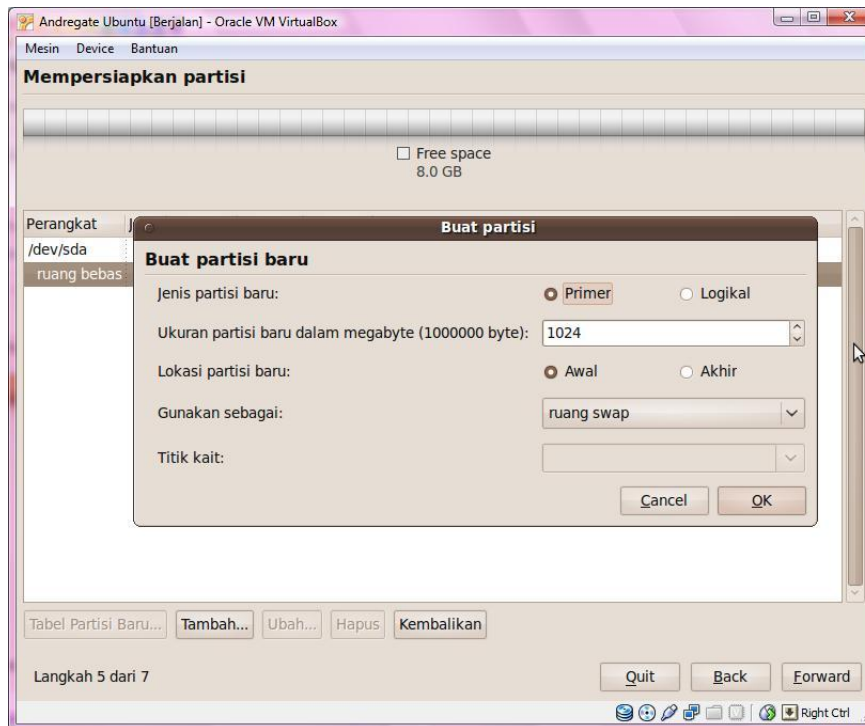 Andregate Ubuntu [Berjalan] - Oracle VM VirtualBox
Mesin Device Bantuan
Mempersiapkan partisi
Free space
8.0 GB
Perangkat
/dev/sda
ruang bebas
Buat partisi
Buat partisi baru
Jenis partisi baru: Primer Logikal
Ukuran partisi baru dalam megabyte (1000000 byte): 1024
Lokasi partisi baru: Awal Akhir
Gunakan sebagai: ruang swap
Titik kait:
Cancel OK
Tabel Partisi Baru... Tambah... Ubah... Hapus Kembalikan
Langkah 5 dari 7 Quit Back Forward
Right Ctrl